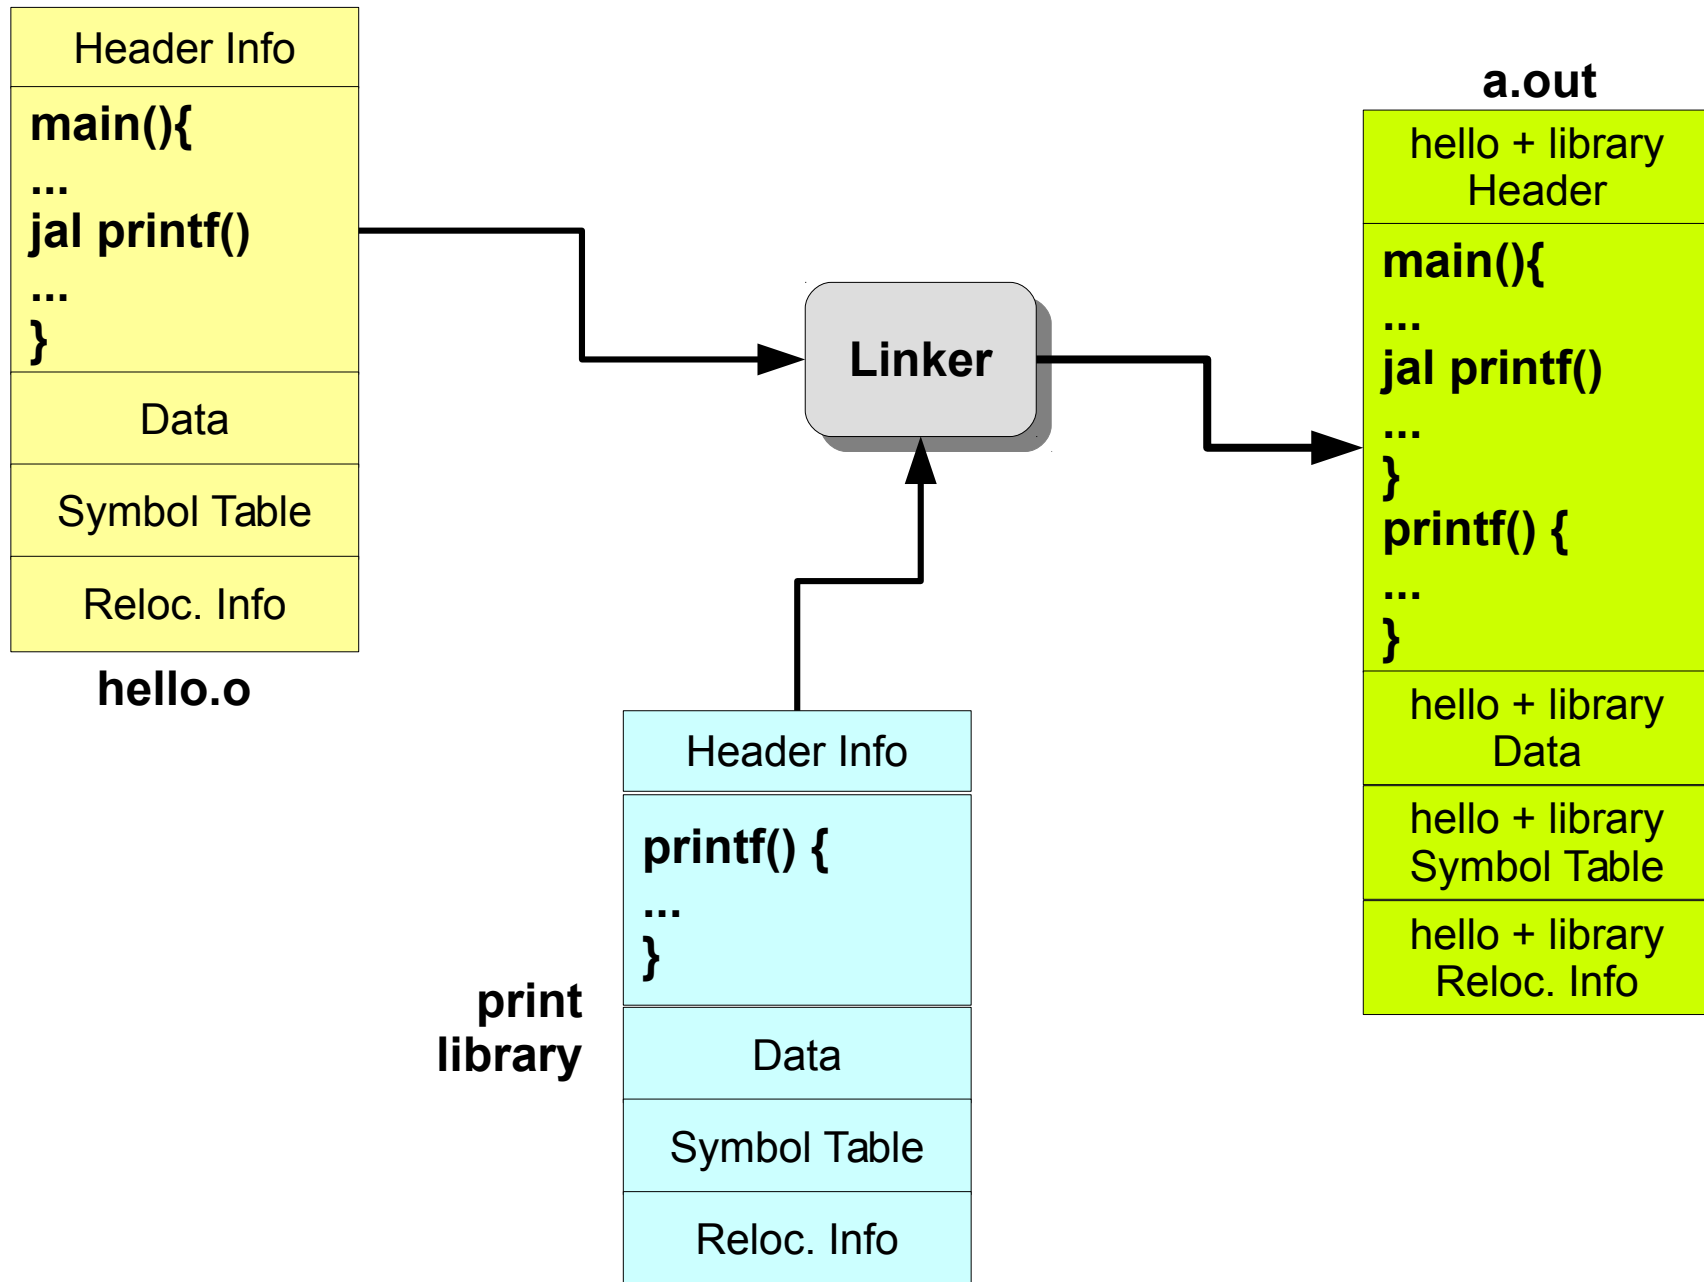 Header Info
main(){
...
jal printf()
...
}
Data
Symbol Table
Reloc. Info
hello.o
Linker
print
library
Header Info
printf() {
...
}
Data
Symbol Table
Reloc. Info
a.out
hello + library
Header
main(){
...
jal printf()
...
}
printf() {
...
}
hello + library
Data
hello + library
Symbol Table
hello + library
Reloc. Info